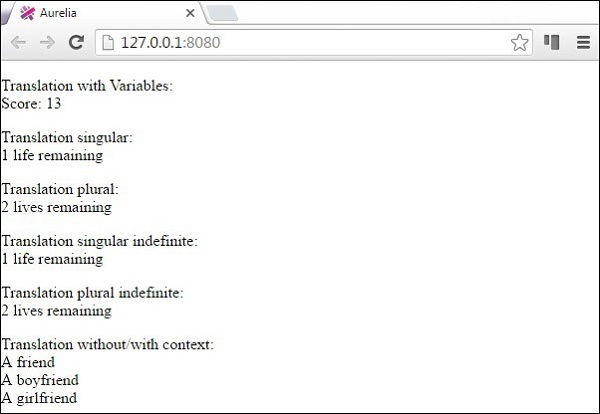 Aurelia
127.0.0.1:8080
Translation with Variables:
Score: 13
Translation singular:
1 life remaining
Translation plural:
2 lives remaining
Translation singular indefinite:
1 life remaining
Translation plural indefinite:
2 lives remaining
Translation without/with context:
A friend
A boyfriend
A girlfriend